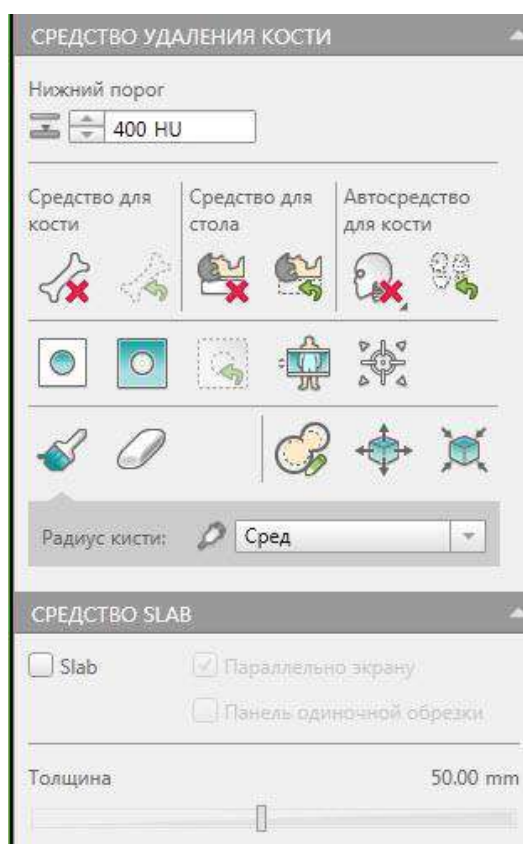 СРЕДСТВО УДАЛЕНИЯ КОСТИ
Нижний порог
400 HU
Средство для кости
Средство для стола
Автосредство для кости
Радиус кисти:
Сред
СРЕДСТВО SLAB
Slab
Параллельно экрану
Панель одиночной обрезки
Толщина
50.00 mm